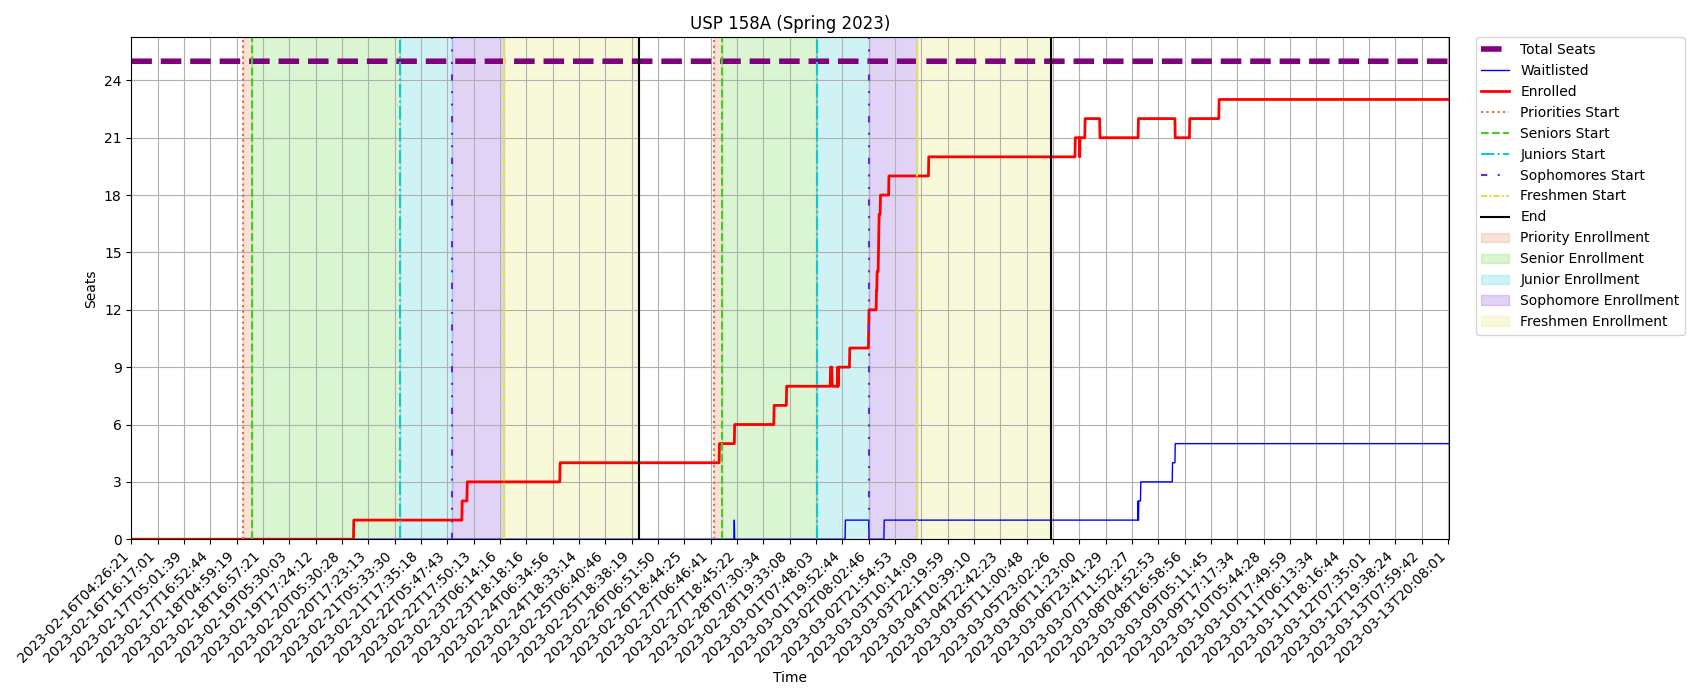 USP 158A (Spring 2023)
Total Seats
Waitlisted
Enrolled
Priorities Start
Seniors Start
Juniors Start
Sophomores Start
Freshmen Start
End
Priority Enrollment
Senior Enrollment
Junior Enrollment
Sophomore Enrollment
Freshmen Enrollment
Seats
24
21
18
15
12
9
6
3
0
2023-02-16T04:26:21
2023-02-16T16:17:01
2023-02-17T05:01:39
2023-02-17T16:52:44
2023-02-18T04:59:19
2023-02-18T16:57:21
2023-02-19T05:30:03
2023-02-19T17:24:12
2023-02-20T05:30:28
2023-02-20T17:23:13
2023-02-21T05:33:30
2023-02-21T17:35:18
2023-02-22T05:47:43
2023-02-22T17:50:13
2023-02-23T06:14:16
2023-02-23T18:18:16
2023-02-24T06:34:56
2023-02-24T18:33:14
2023-02-25T06:40:46
2023-02-25T18:38:19
2023-02-26T06:51:50
2023-02-26T18:44:25
2023-02-27T06:46:41
2023-02-27T18:45:22
2023-02-28T07:30:34
2023-02-28T19:33:08
2023-03-01T07:48:03
2023-03-01T19:52:44
2023-03-02T08:02:46
2023-03-02T21:54:53
2023-03-03T10:14:09
2023-03-03T22:19:59
2023-03-04T10:39:10
2023-03-04T22:42:23
2023-03-05T11:00:48
2023-03-05T23:02:26
2023-03-06T11:23:00
2023-03-06T23:41:29
2023-03-07T11:52:27
2023-03-08T04:52:53
2023-03-08T16:58:56
2023-03-09T05:11:45
2023-03-09T17:17:34
2023-03-10T05:44:28
2023-03-10T17:49:59
2023-03-11T06:13:34
2023-03-11T18:16:44
2023-03-12T07:35:01
2023-03-12T19:38:24
2023-03-13T07:59:42
2023-03-13T20:08:01
Time